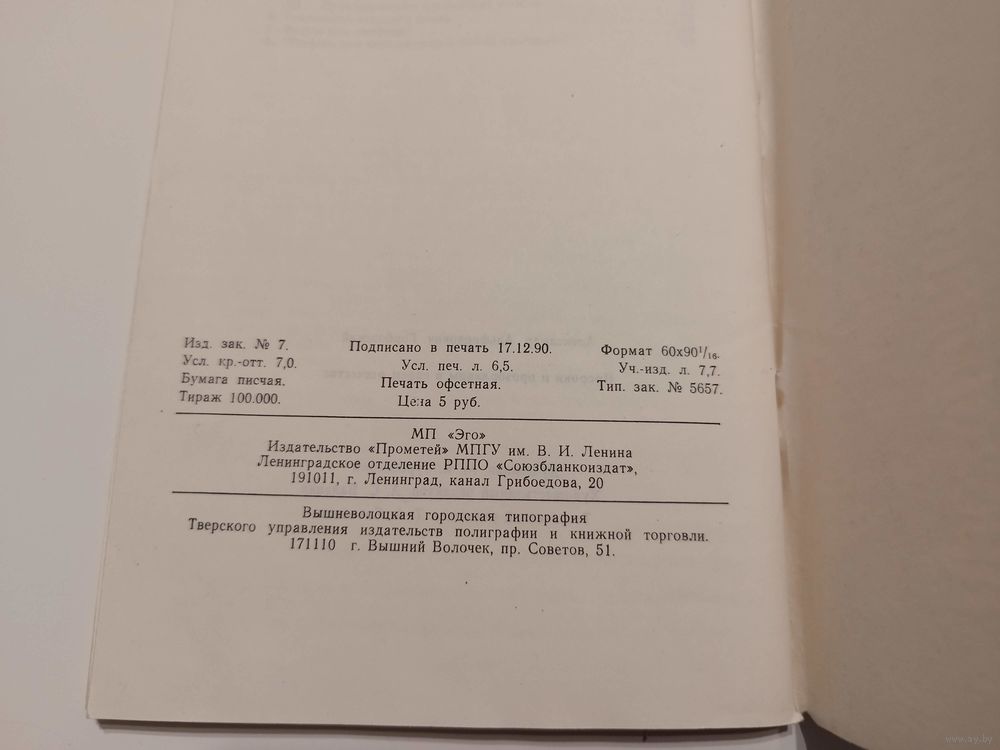 Изд. зак. № 7. Подписано в печать 17.12.90. Формат 60х90¹/₁₆.
Усл. кр.-отт. 7,0. Усл. печ. л. 6,5. Уч.-изд. л. 7,7.
Бумага писчая. Печать офсетная. Тип. зак. № 5657.
Тираж 100.000. Цена 5 руб.
МП «Эго»
Издательство «Прометей» МПГУ им. В. И. Ленина
Ленинградское отделение РППО «Союзбланкоиздат»,
191011, г. Ленинград, канал Грибоедова, 20
Вышневолоцкая городская типография
Тверского управления издательств полиграфии и книжной торговли.
171110 г. Вышний Волочек, пр. Советов, 51.
www.ay.by